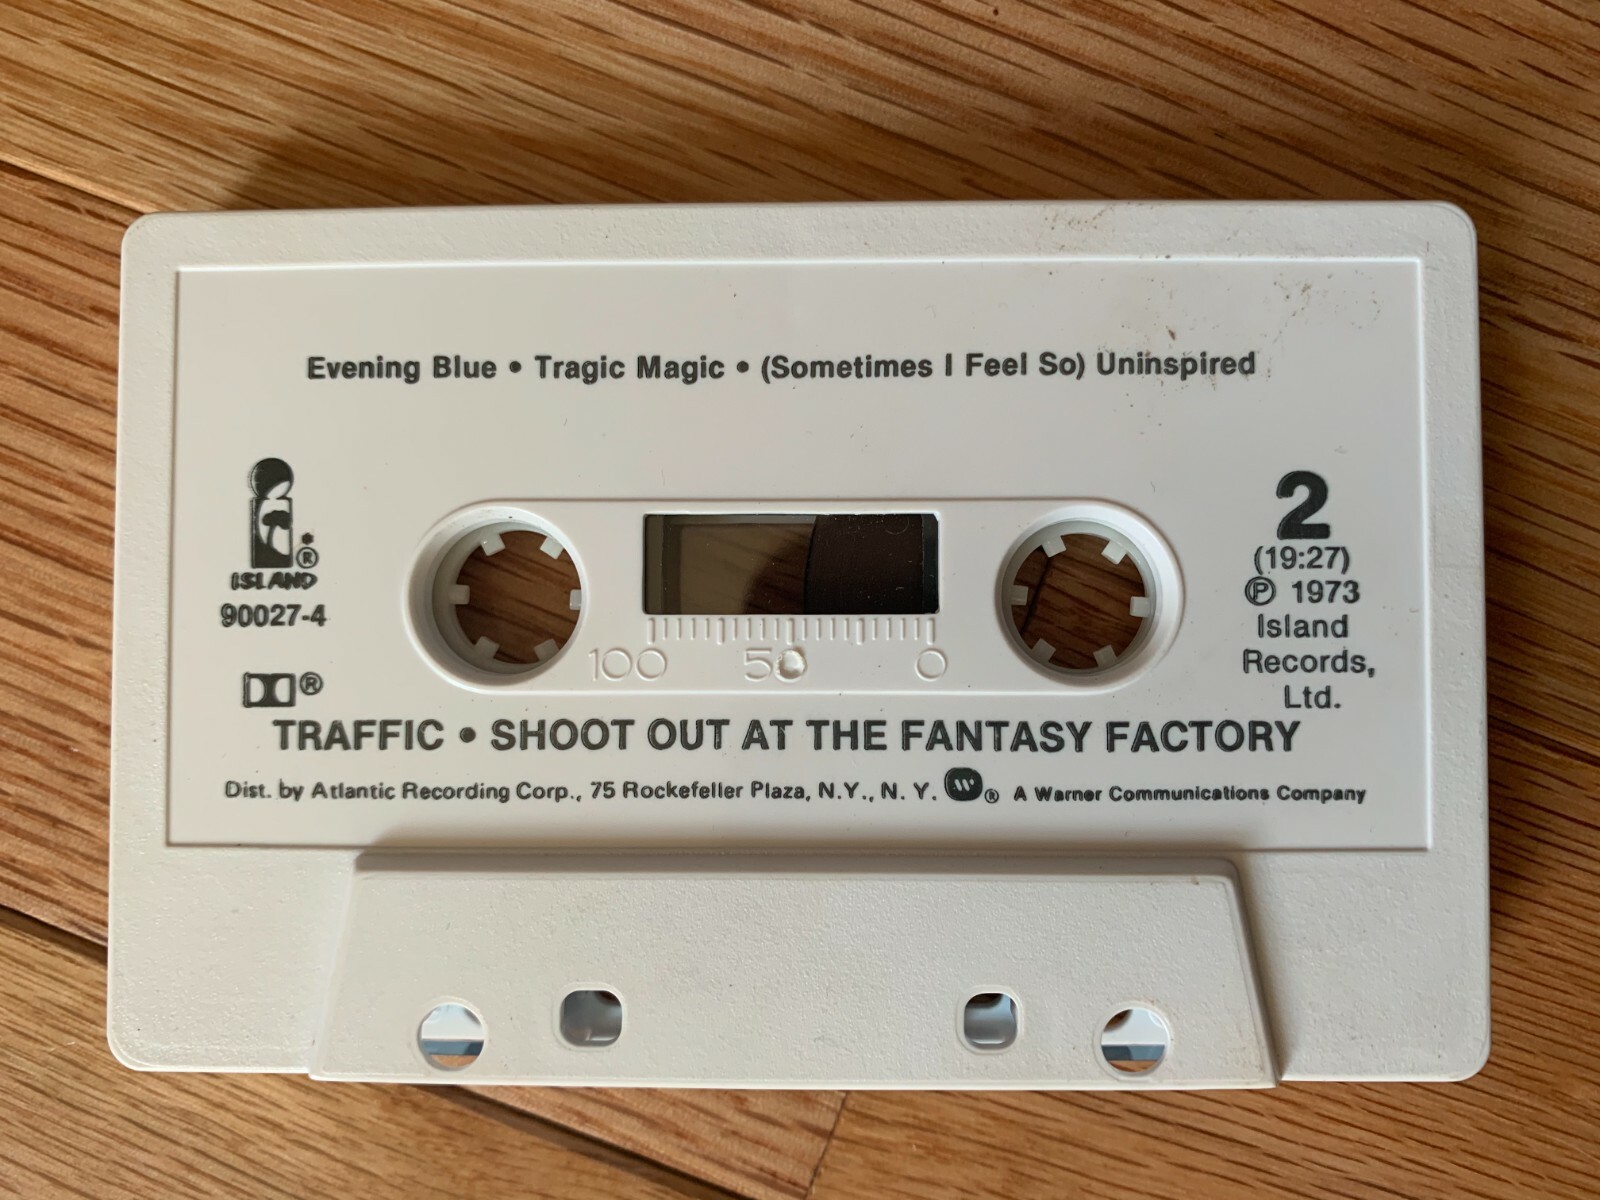 Evening Blue • Tragic Magic • (Sometimes I Feel So) Uninspired
®
ISLAND
90027-4
®
2
(19:27)
℗ 1973
Island
Records,
Ltd.
100 50 0
TRAFFIC • SHOOT OUT AT THE FANTASY FACTORY
Dist. by Atlantic Recording Corp., 75 Rockefeller Plaza, N.Y., N. Y. ® A Warner Communications Company